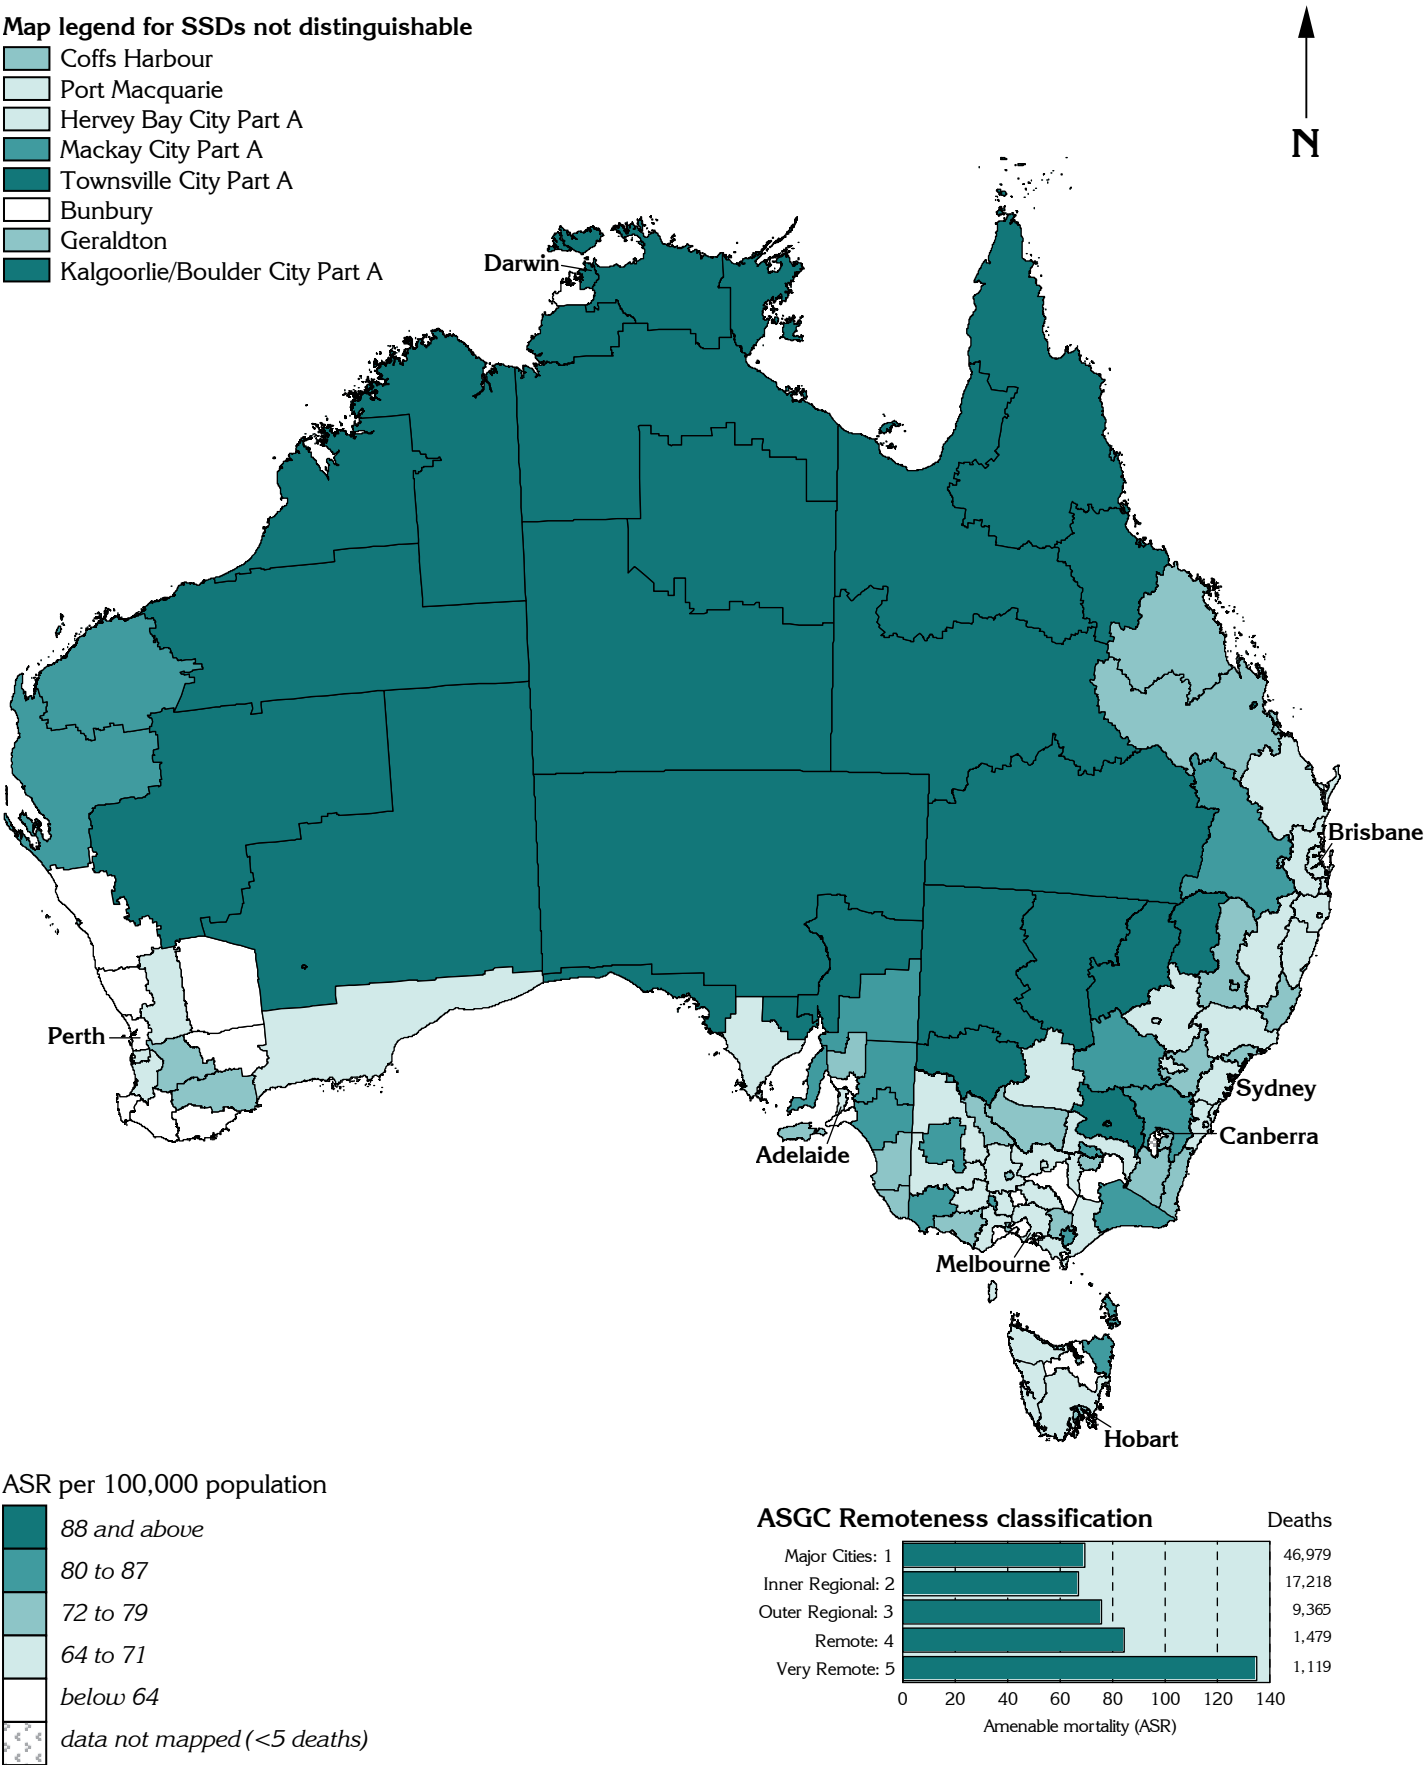 Map legend for SSDs not distinguishable
Coffs Harbour
Port Macquarie
Hervey Bay City Part A
Mackay City Part A
Townsville City Part A
Bunbury
Geraldton
Kalgoorlie/Boulder City Part A
N
Darwin
Brisbane
Perth
Sydney
Canberra
Adelaide
Melbourne
Hobart
ASR per 100,000 population
88 and above
80 to 87
72 to 79
64 to 71
below 64
data not mapped (<5 deaths)
ASGC Remoteness classification Deaths
Major Cities: 1 46,979
Inner Regional: 2 17,218
Outer Regional: 3 9,365
Remote: 4 1,479
Very Remote: 5 1,119
0 20 40 60 80 100 120 140
Amenable mortality (ASR)